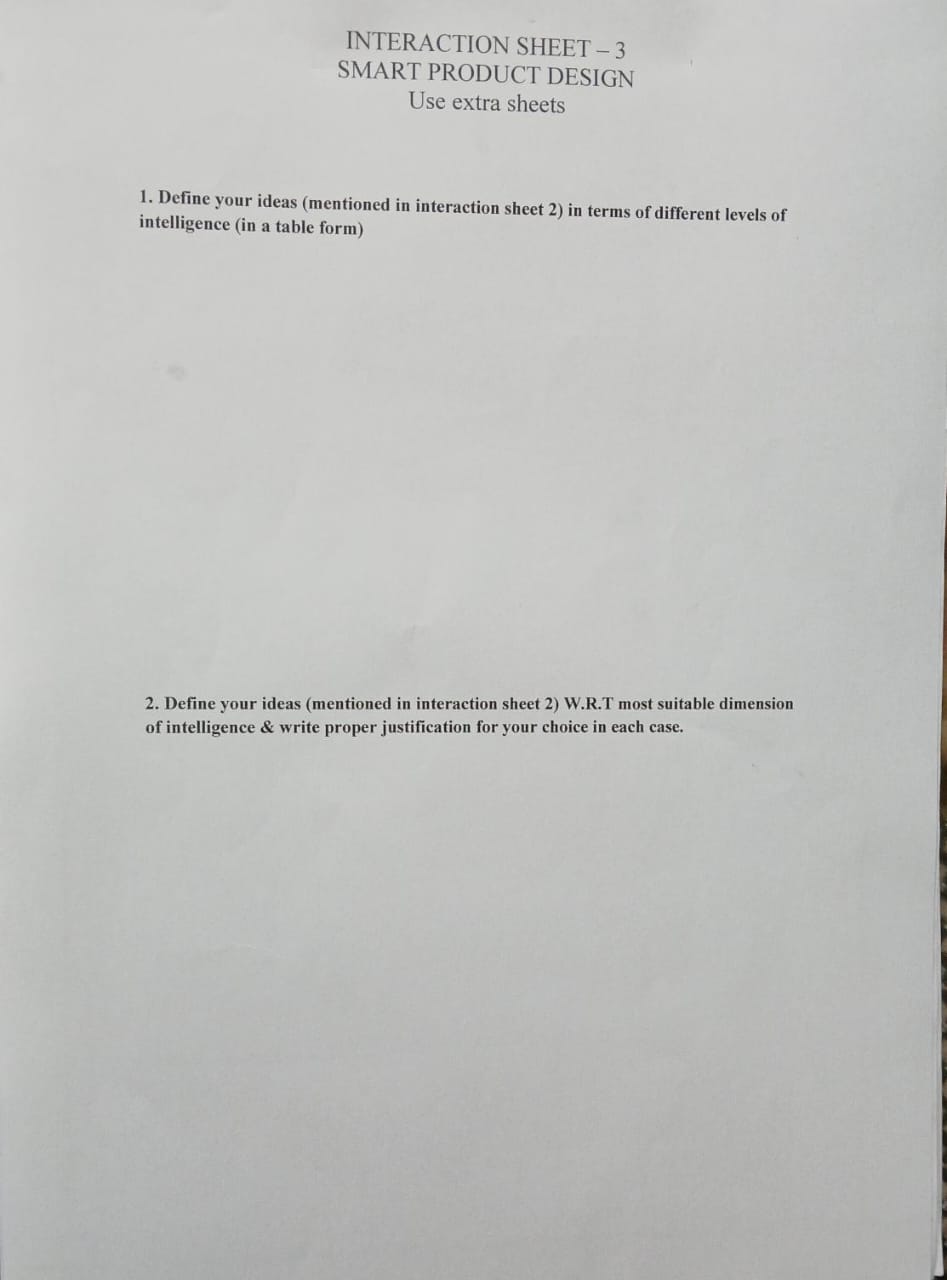 INTERACTION SHEET – 3
SMART PRODUCT DESIGN
Use extra sheets
1. Define your ideas (mentioned in interaction sheet 2) in terms of different levels of
intelligence (in a table form)
2. Define your ideas (mentioned in interaction sheet 2) W.R.T most suitable dimension
of intelligence & write proper justification for your choice in each case.